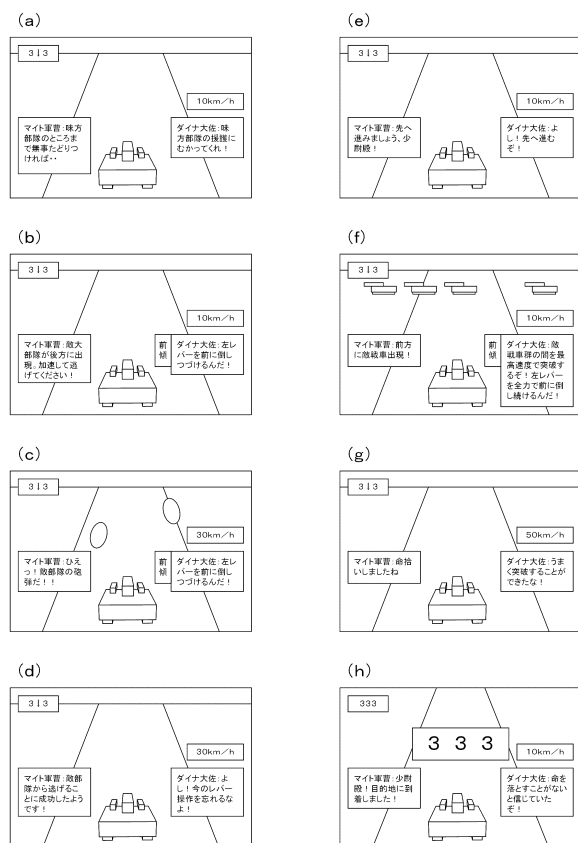 (a)
3↓3
10km/h
マイト軍曹:味方
部隊のところま
で無事たどりつ
ければ・・
ダイナ大佐:味
方部隊の援護に
むかってくれ!
(b)
3↓3
10km/h
マイト軍曹:敵大
部隊が後方に出
現。加速して逃
げてください!
前
傾
ダイナ大佐:左レ
バーを前に倒し
つづけるんだ!
(c)
3↓3
30km/h
マイト軍曹:ひえ
っ!敵部隊の砲
弾だ!!
前
傾
ダイナ大佐:左レ
バーを前に倒し
つづけるんだ!
(d)
3↓3
30km/h
マイト軍曹:敵部
隊から逃げるこ
とに成功したよう
です!
ダイナ大佐:よ
し!今のレバー
操作を忘れるな
よ!
(e)
3↓3
10km/h
マイト軍曹:先へ
進みましょう、少
尉殿!
ダイナ大佐:よ
し!先へ進む
ぞ!
(f)
3↓3
10km/h
マイト軍曹:前方
に敵戦車出現!
前
傾
ダイナ大佐:敵
戦車群の間を最
高速度で突破す
るぞ!左レバー
を全力で前に倒
し続けるんだ!
(g)
3↓3
50km/h
マイト軍曹:命拾
いしましたね
ダイナ大佐:うま
く突破することが
できたな!
(h)
333
3 3 3
10km/h
マイト軍曹:少尉
殿!目的地に到
着しました!
ダイナ大佐:命を
落とすことがない
と信じていた
ぞ!